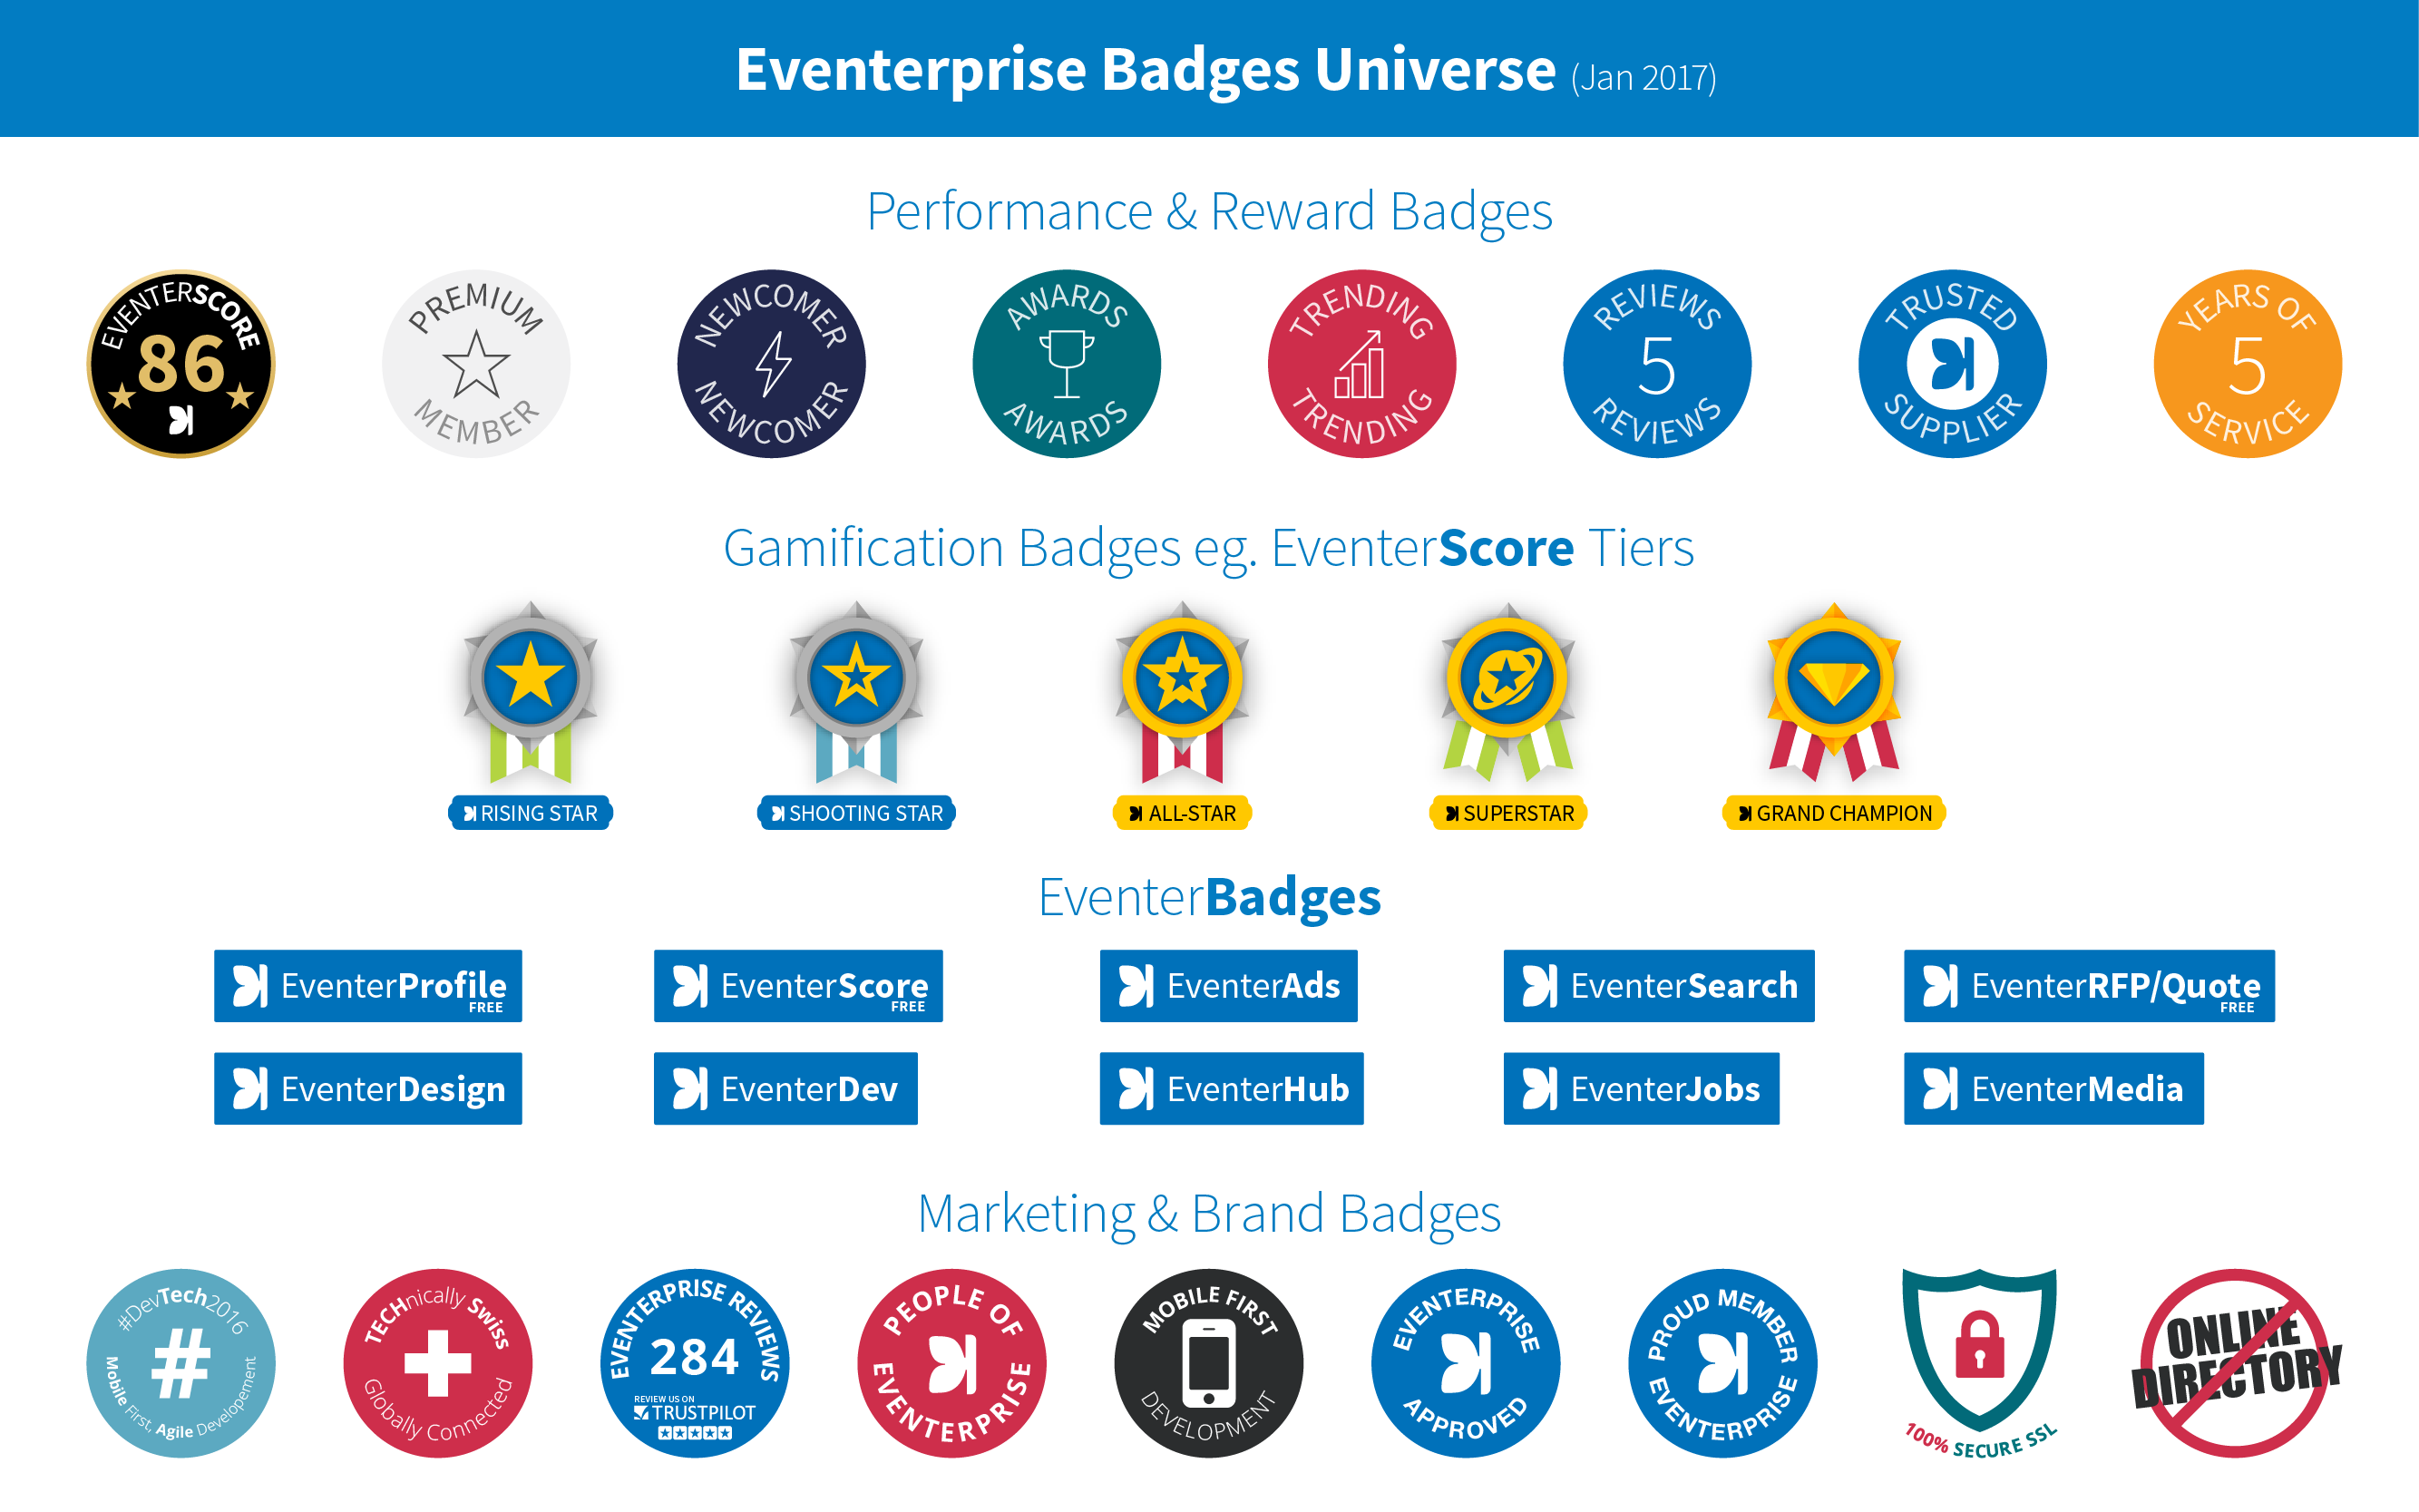 Eventerprise Badges Universe (Jan 2017)
Performance & Reward Badges
EVENTERSCORE
86
PREMIUM
MEMBER
NEWCOMER
NEWCOMER
AWARDS
AWARDS
TRENDING
TRENDING
REVIEWS
5
REVIEWS
TRUSTED
SUPPLIER
YEARS OF
5
SERVICE
Gamification Badges eg. EventerScore Tiers
RISING STAR
SHOOTING STAR
ALL-STAR
SUPERSTAR
GRAND CHAMPION
EventerBadges
EventerProfile
FREE
EventerScore
FREE
EventerAds
EventerSearch
EventerRFP/Quote
FREE
EventerDesign
EventerDev
EventerHub
EventerJobs
EventerMedia
Marketing & Brand Badges
#DevTech2016
#
Mobile First, Agile Developement
TECHnically Swiss
Globally Connected
EVENTERPRISE REVIEWS
284
REVIEW US ON
TRUSTPILOT
PEOPLE OF
EVENTERPRISE
MOBILE FIRST
DEVELOPMENT
EVENTERPRISE
APPROVED
PROUD MEMBER
EVENTERPRISE
100% SECURE SSL
ONLINE
DIRECTORY